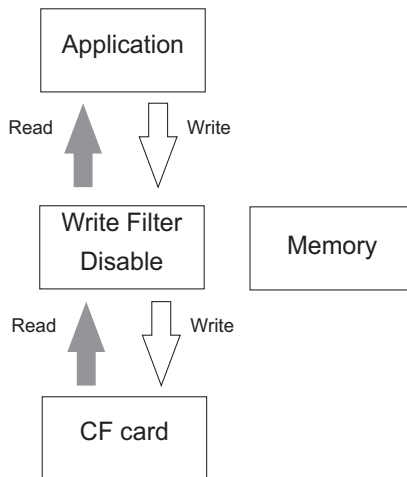 Application
Read
Write
Write Filter
Disable
Memory
Read
Write
CF card